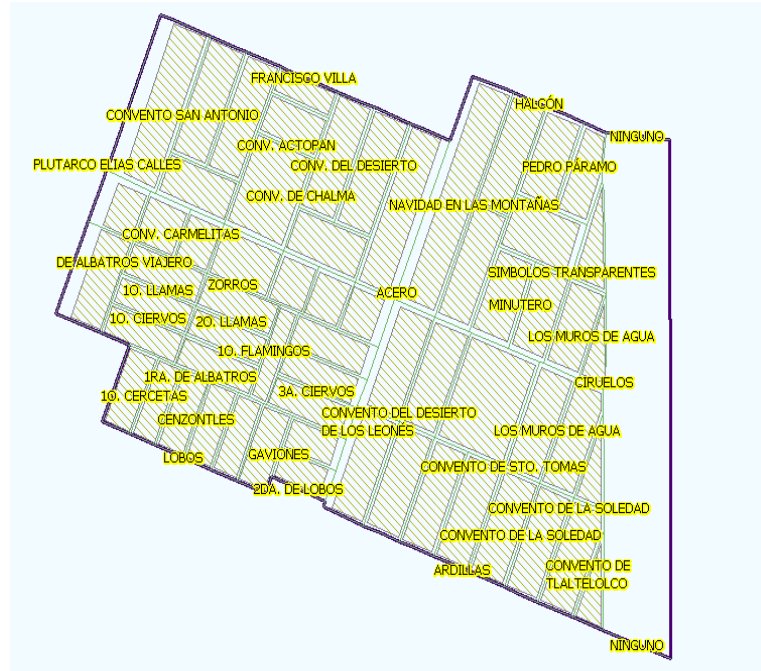 FRANCISCO VILLA
HALCÓN
CONVENTO SAN ANTONIO
NINGUNO
CONV. ACTOPAN
PLUTARCO ELIAS CALLES
CONV. DEL DESIERTO
PEDRO PÁRAMO
CONV. DE CHALMA
NAVIDAD EN LAS MONTAÑAS
CONV. CARMELITAS
DE ALBATROS VIAJERO
SIMBOLOS TRANSPARENTES
1O. LLAMAS
ZORROS
ACERO
MINUTERO
1O. CIERVOS
2O. LLAMAS
LOS MUROS DE AGUA
1O. FLAMINGOS
1RA. DE ALBATROS
CIRUELOS
3A. CIERVOS
1O. CERCETAS
CONVENTO DEL DESIERTO
DE LOS LEONES
CENZONTLES
LOS MUROS DE AGUA
LOBOS
GAVIONES
CONVENTO DE STO. TOMAS
2DA. DE LOBOS
CONVENTO DE LA SOLEDAD
CONVENTO DE LA SOLEDAD
ARDILLAS
CONVENTO DE
TLALTELOLCO
NINGUNO